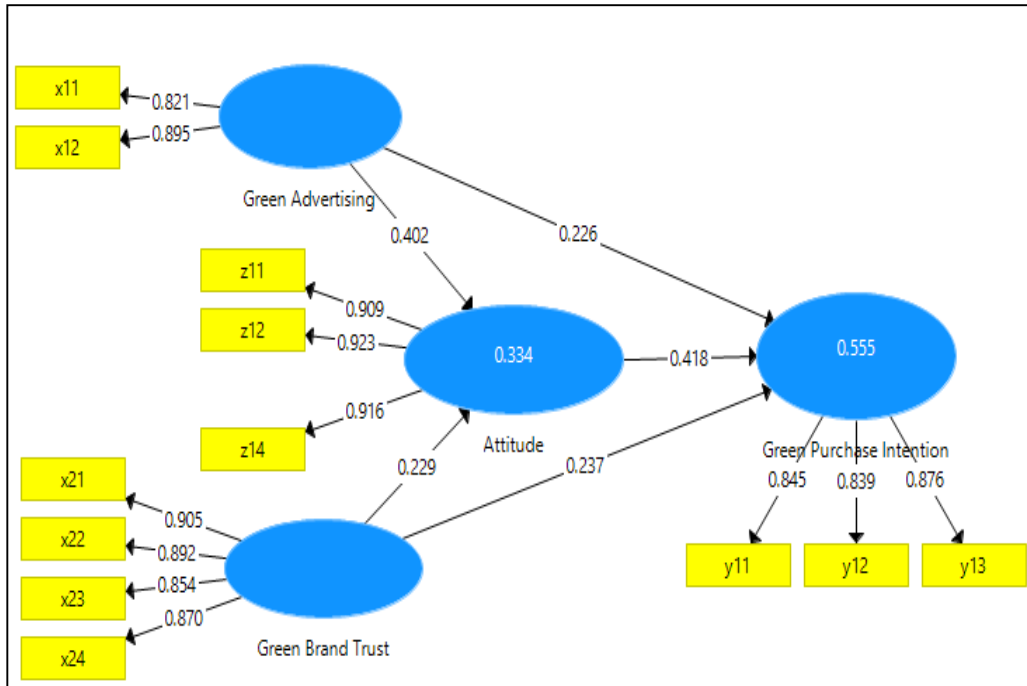 x11
0.821
x12
0.895
Green Advertising
0.402
0.226
z11
0.909
z12
0.923
0.334
0.418
0.555
0.916
z14
Attitude
Green Purchase Intention
0.229
0.237
0.845
0.839
0.876
x21
0.905
x22
0.892
x23
0.854
x24
0.870
y11
y12
y13
Green Brand Trust